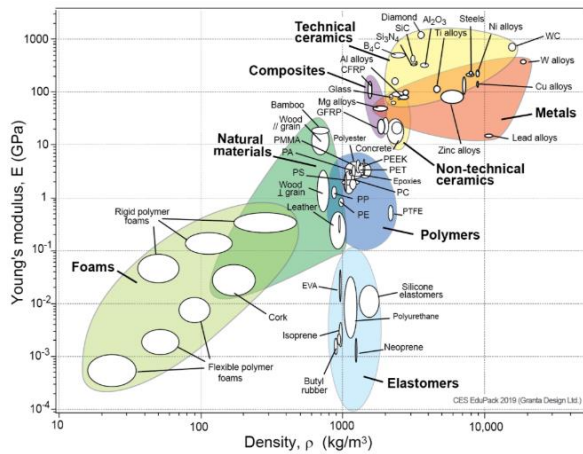 Technical ceramics
Composites
Natural materials
Foams
Polymers
Elastomers
Metals
Non-technical ceramics
Diamond
SiC
Si₃N₄
B₄C
Al₂O₃
Steels
Ti alloys
Ni alloys
WC
W alloys
Al alloys
CFRP
Glass
Mg alloys
GFRP
Cu alloys
Lead alloys
Zinc alloys
Bamboo
Wood // grain
PMMA
PA
Polyester
Concrete
PEEK
PET
Epoxies
PC
PS
Wood ⊥ grain
PP
PE
PTFE
Leather
Rigid polymer foams
Cork
Flexible polymer foams
EVA
Silicone elastomers
Polyurethane
Isoprene
Neoprene
Butyl rubber
CES EduPack 2019 (Granta Design Ltd.)
Young's modulus, E (GPa)
1000
100
10
1
10⁻¹
10⁻²
10⁻³
10⁻⁴
10
100
1000
10,000
Density, ρ (kg/m³)